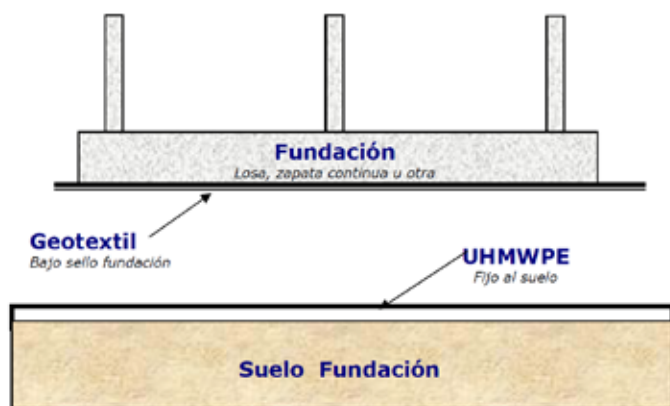 Fundación
Losa, zapata continua u otra
Geotextil
Bajo sello fundación
UHMWPE
Fijo al suelo
Suelo Fundación